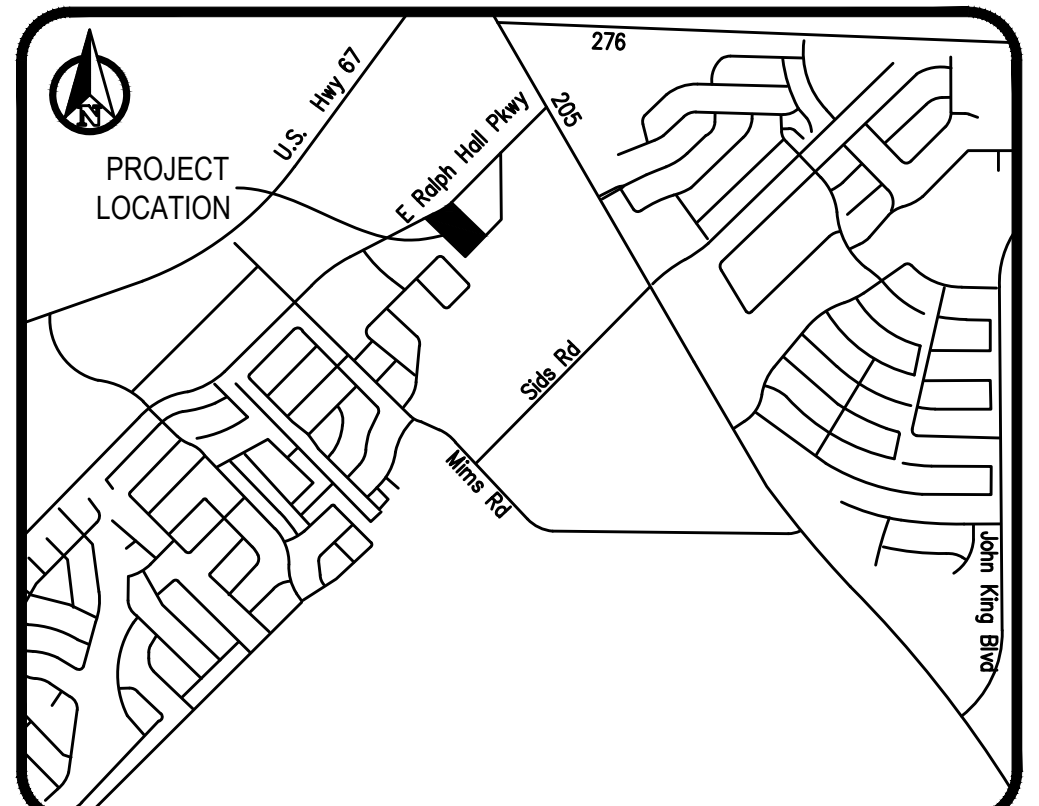 276
U.S. Hwy 67
205
E Ralph Hall Pkwy
N
PROJECT
LOCATION
Sids Rd
Mims Rd
John King Blvd